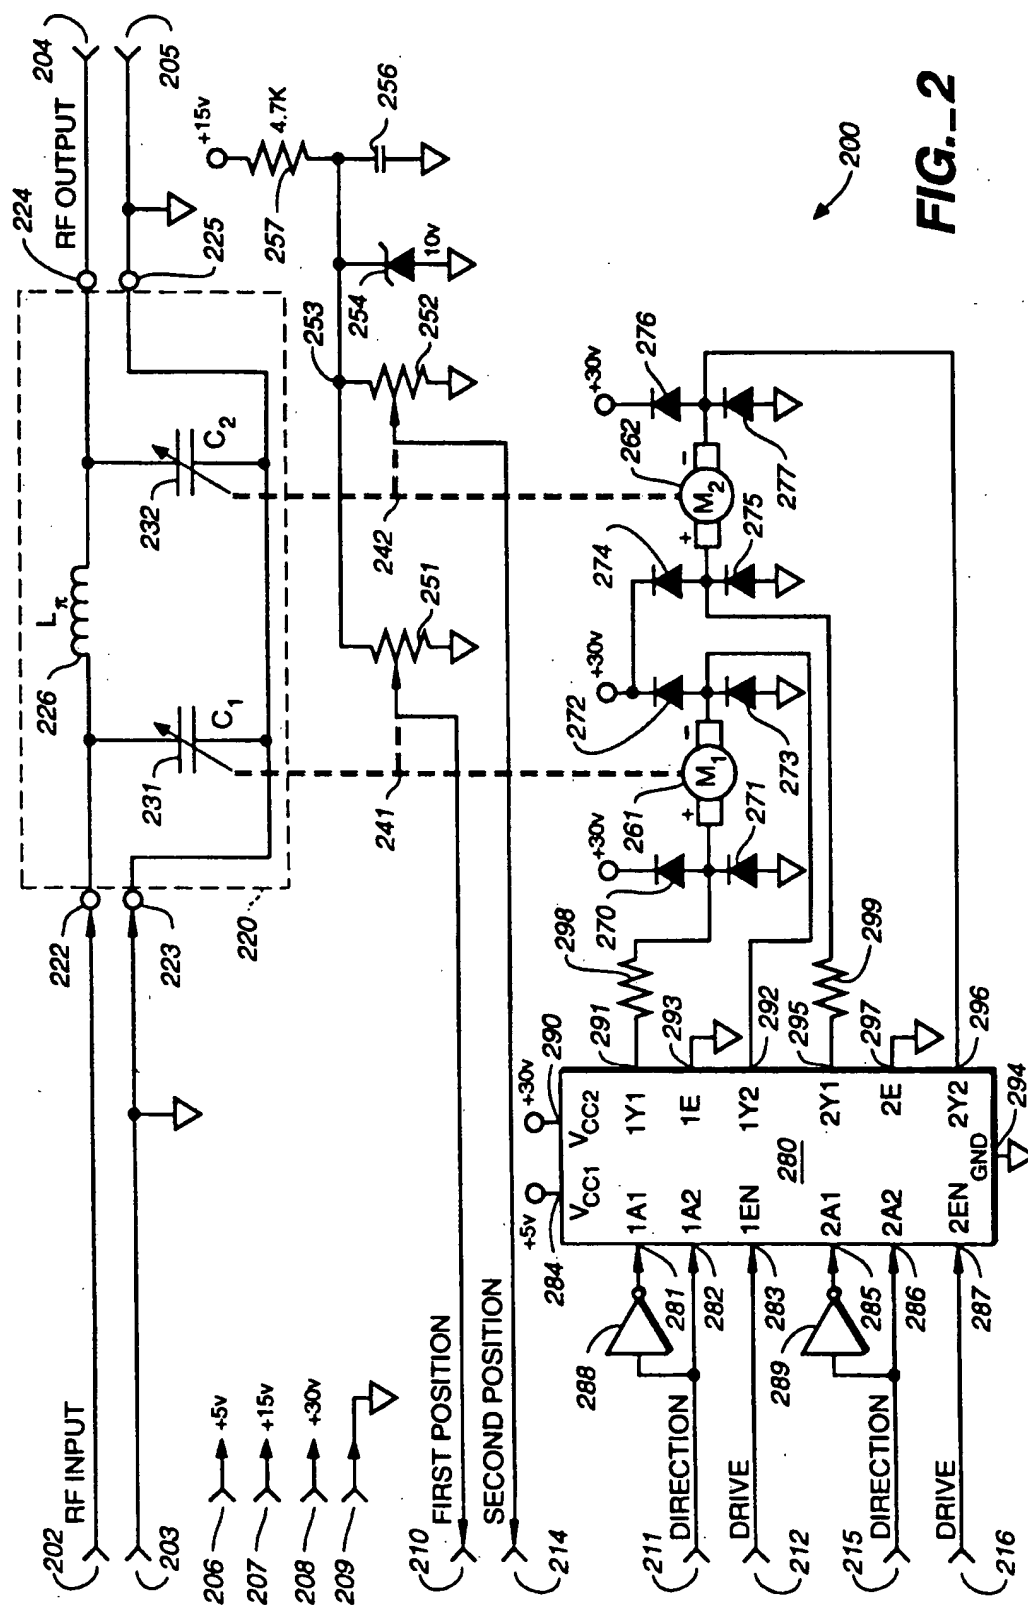 202
RF INPUT
203
222
223
220
226
Lπ
231
C1
232
C2
224
RF OUTPUT
204
205
225
206
+5v
207
+15v
208
+30v
209
+15v
4.7K
257
256
253
254
10v
252
242
251
241
FIRST POSITION
210
SECOND POSITION
214
200
+5v
284
+30v
290
VCC1
VCC2
288
281
1A1
1Y1
291
298
211
DIRECTION
282
1A2
1E
293
212
DRIVE
283
1EN
1Y2
292
280
289
285
2A1
2Y1
295
299
215
DIRECTION
286
2A2
2E
297
216
DRIVE
287
2EN
2Y2
296
GND
294
+30v
270
271
261
+
M1
-
+30v
272
273
274
275
262
+
M2
-
+30v
276
277
FIG._2